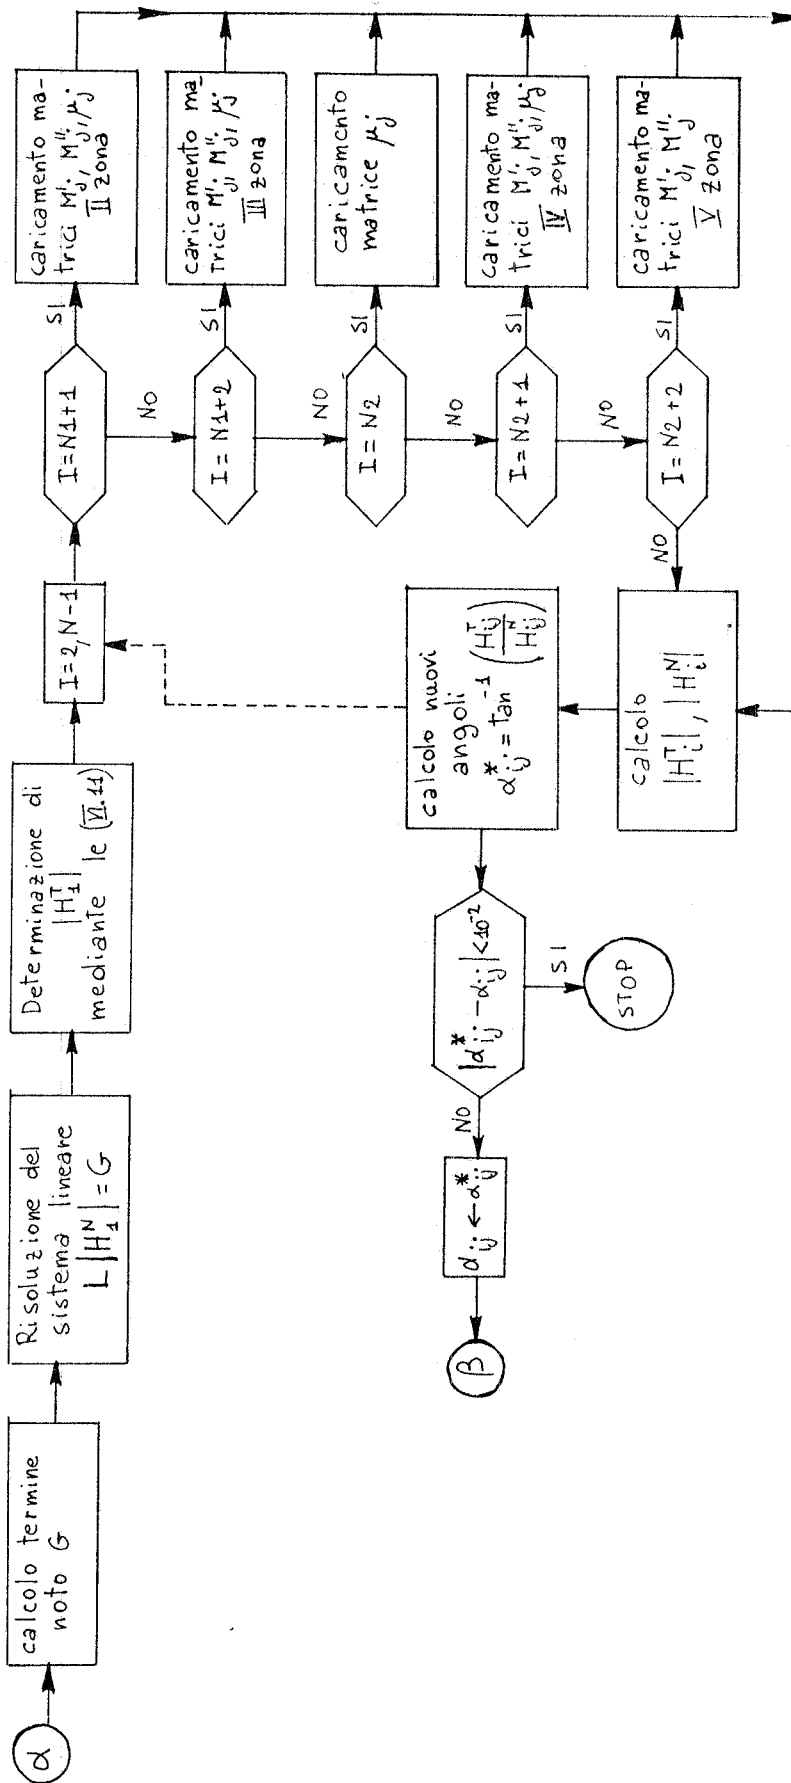 α
calcolo termine
noto G
Risoluzione del
sistema lineare
L |H₁ᴺ| = G
Determinazione di
|H₁ᵀ|
mediante le (VI.11)
I=2,N-1
I=N1+1
SI
caricamento ma-
trici M'j, M''j, μj
II zona
NO
I=N1+2
SI
caricamento ma
trici M'j, M''j, μj
III zona
NO
I=N2
SI
caricamento
matrice μj
NO
I=N2+1
SI
caricamento ma-
trici M'j, M''j, μj
IV zona
NO
I=N2+2
SI
caricamento ma-
trici M'j, M''j
V zona
NO
calcolo
|Hᵢᵀ|, |Hᵢᴺ|
calcolo nuovi
angoli
α*ij = tan⁻¹ (Hᵀij / Hᴺij)
|α*ij - αij| < 10⁻²
SI
STOP
NO
αij ← α*ij
β